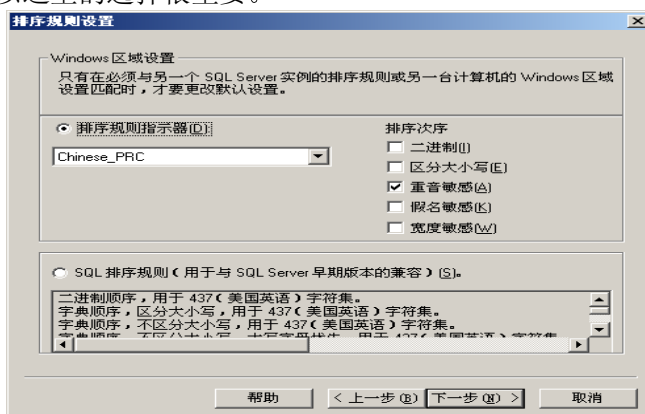 排序规则设置
Windows 区域设置
只有在必须与另一个 SQL Server 实例的排序规则或另一台计算机的 Windows 区域
设置匹配时，才要更改默认设置。
排序规则指示器(D):
Chinese_PRC
排序次序
二进制(I)
区分大小写(E)
重音敏感(A)
假名敏感(K)
宽度敏感(W)
SQL 排序规则(用于与 SQL Server 早期版本的兼容)(S)。
二进制顺序，用于 437(美国英语)字符集。
字典顺序，区分大小写，用于 437(美国英语)字符集。
字典顺序，不区分大小写，用于 437(美国英语)字符集。
帮助
< 上一步(B)
下一步(N) >
取消